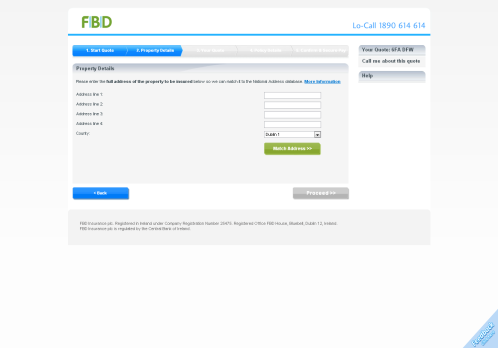 FBD
Lo-Call 1890 614 614
1. Start Quote
2. Property Details
Your Quote: 6FA DFW
Call me about this quote
Help
Property Details
Please enter the full address of the property to be insured below so we can match it to the National Address database. More Information
Address line 1:
Address line 2:
Address line 3:
Address line 4:
County:
Dublin 1
Match Address >>
< Back
Proceed >>
FBD Insurance plc. Registered in Ireland under Company Registration Number 25475. Registered Office FBD House, Bluebell, Dublin 12, Ireland.
FBD Insurance plc is regulated by the Central Bank of Ireland.